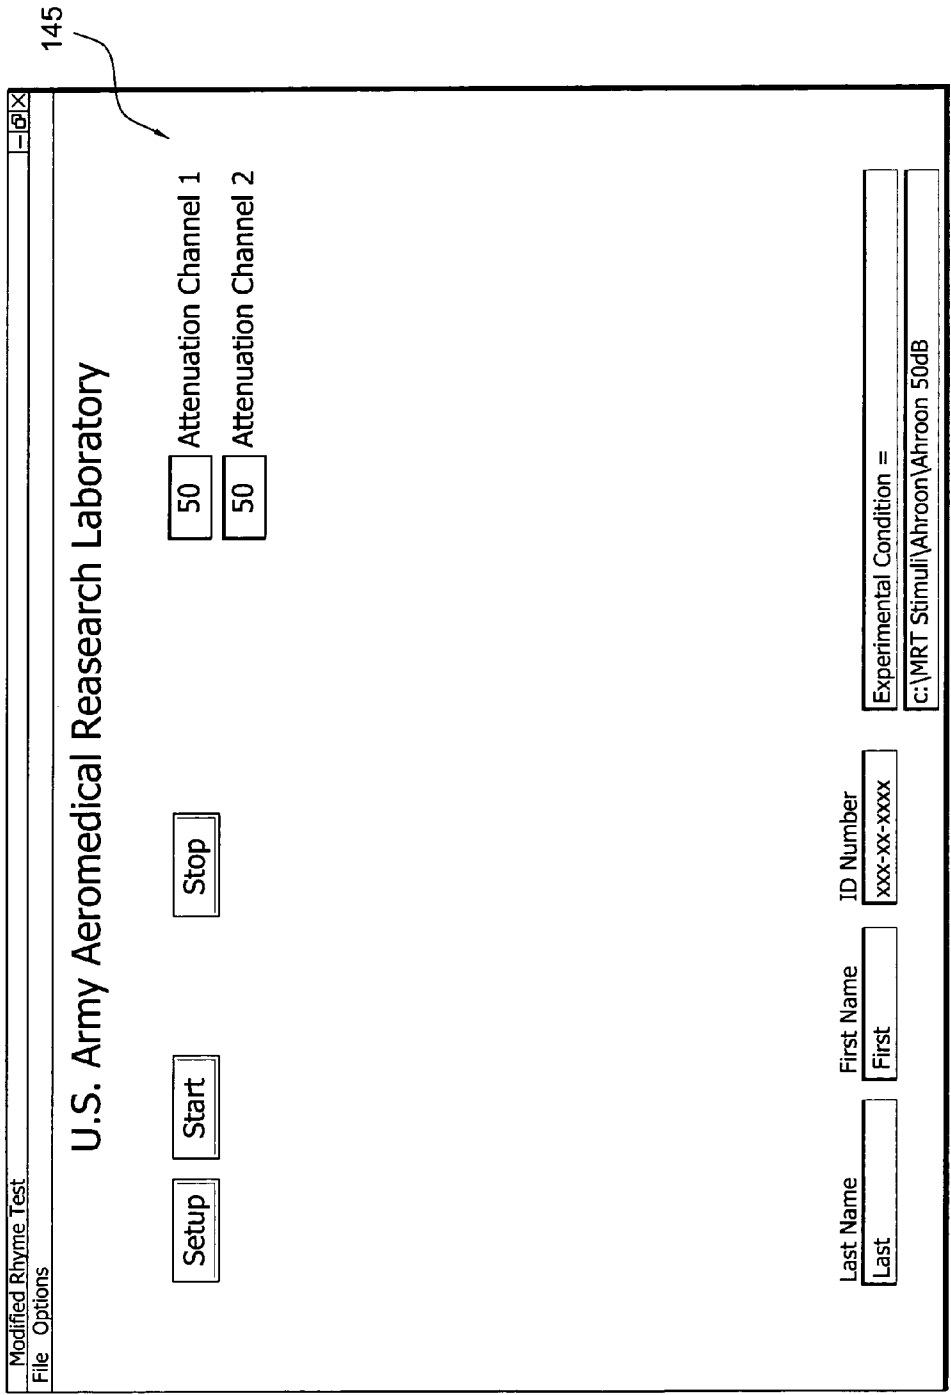 145
Modified Rhyme Test
File Options
U.S. Army Aeromedical Reasearch Laboratory
Setup Start Stop 50 Attenuation Channel 1
50 Attenuation Channel 2
Last Name First Name ID Number
Last First xxx-xx-xxxx Experimental Condition =
c:\MRT Stimuli\Ahroon\Ahroon 50dB